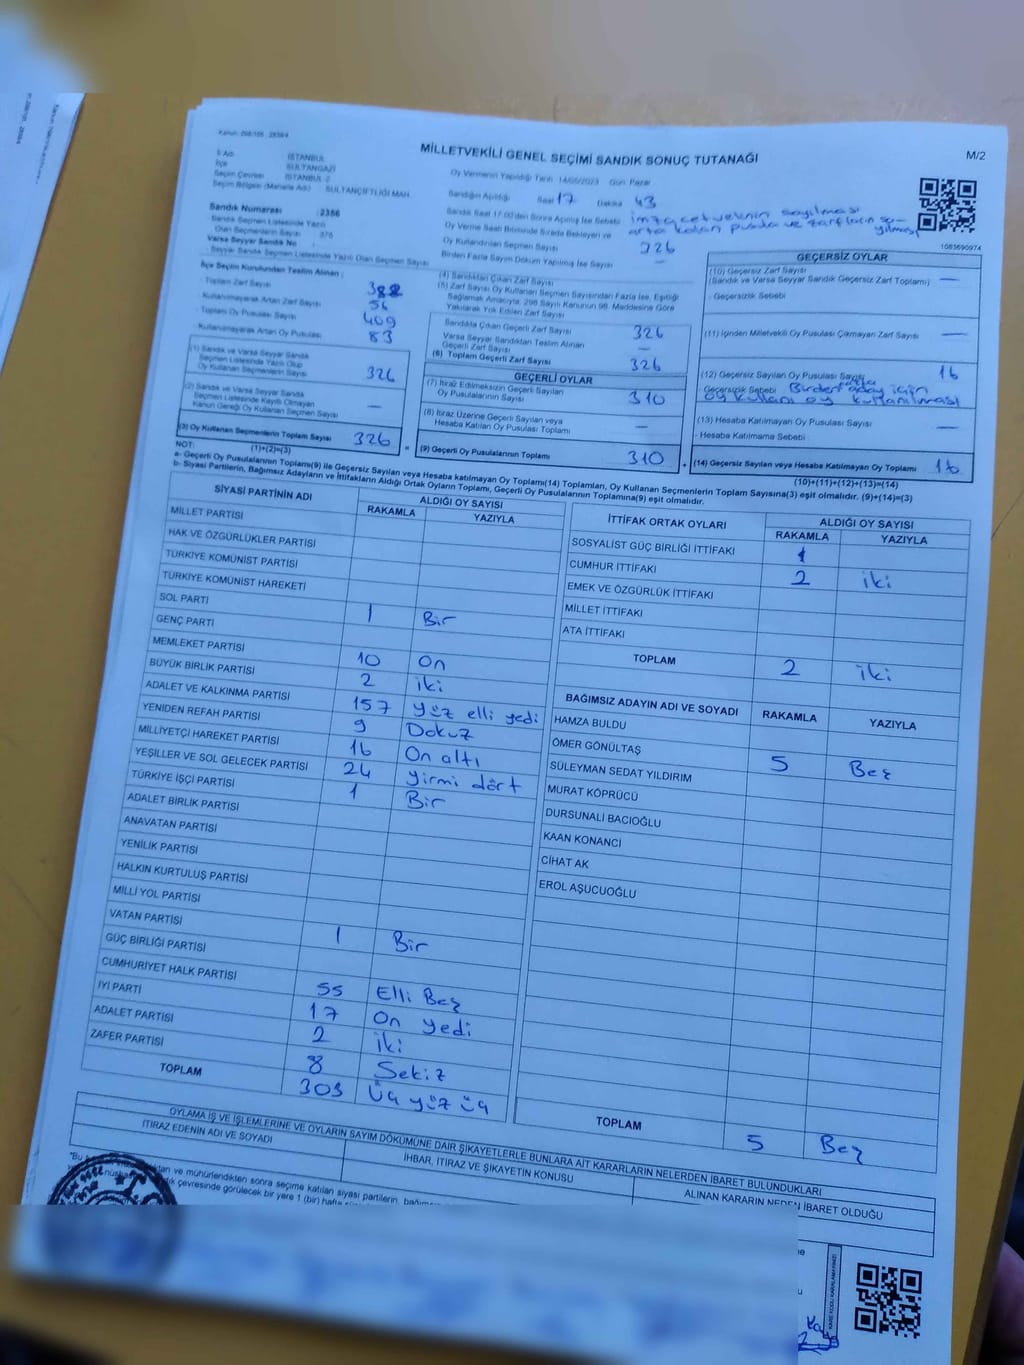 Kanun: 298/105 , 2839/4
MİLLETVEKİLİ GENEL SEÇİMİ SANDIK SONUÇ TUTANAĞI
M/2
İl Adı : İSTANBUL
İlçe : SULTANGAZİ
Seçim Çevresi : İSTANBUL-2
Seçim Bölgesi (Mahalle Adı) : SULTANÇİFTLİĞİ MAH.
Oy Vermenin Yapıldığı Tarih 14/05/2023 Gün: Pazar
Sandığın Açıldığı Saat 17 Dakika 43
Sandık Saat 17:00'den Sonra Açılmış İse Sebebi imza cetvelinin sayılması
arta kalan pusula ve zarfların sa-
yılması
Oy Verme Saati Bitiminde Sırada Bekleyen ve
Oy Kullandırılan Seçmen Sayısı 326
Birden Fazla Sayım Döküm Yapılmış İse Sayısı —
1083690974
Sandık Numarası : 2356
Sandık Seçmen Listesinde Yazılı
Olan Seçmenlerin Sayısı : 375
Varsa Seyyar Sandık No :
Seyyar Sandık Seçmen Listesinde Yazılı Olan Seçmen Sayısı
İlçe Seçim Kurulundan Teslim Alınan :
Toplam Zarf Sayısı 382
Kullanılmayarak Artan Zarf Sayısı 56
Toplam Oy Pusulası Sayısı 409
Kullanılmayarak Artan Oy Pusulası 83
(1) Sandık ve Varsa Seyyar Sandık
Seçmen Listesinde Yazılı Olup
Oy Kullanan Seçmenlerin Sayısı 326
(2) Sandık ve Varsa Seyyar Sandık
Seçmen Listelerinde Kayıtlı Olmayan
Kanun Gereği Oy Kullanan Seçmen Sayısı —
(3) Oy Kullanan Seçmenlerin Toplam Sayısı 326
(1)+(2)=(3)
(4) Sandıktan Çıkan Zarf Sayısı
(5) Zarf Sayısı Oy Kullanan Seçmen Sayısından Fazla İse, Eşitliği
Sağlamak Amacıyla, 298 Sayılı Kanunun 98. Maddesine Göre
Yakılarak Yok Edilen Zarf Sayısı
Sandıkta Çıkan Geçerli Zarf Sayısı 326
Varsa Seyyar Sandıktan Teslim Alınan
Geçerli Zarf Sayısı —
(6) Toplam Geçerli Zarf Sayısı 326
GEÇERLİ OYLAR
(7) İtiraz Edilmeksizin Geçerli Sayılan
Oy Pusulalarının Sayısı 310
(8) İtiraz Üzerine Geçerli Sayılan veya
Hesaba Katılan Oy Pusulası Toplamı —
(9) Geçerli Oy Pusulalarının Toplamı 310
GEÇERSİZ OYLAR
(10) Geçersiz Zarf Sayısı
(Sandık ve Varsa Seyyar Sandık Geçersiz Zarf Toplamı) —
- Geçersizlik Sebebi
(11) İçinden Milletvekili Oy Pusulası Çıkmayan Zarf Sayısı —
(12) Geçersiz Sayılan Oy Pusulası Sayısı 16
Geçersizlik Sebebi Birden fazla aday için
oy kullanı oy kullanılması
(13) Hesaba Katılmayan Oy Pusulası Sayısı —
- Hesaba Katılmama Sebebi
(14) Geçersiz Sayılan veya Hesaba Katılmayan Oy Toplamı 16
(10)+(11)+(12)+(13)=(14)
NOT:
a- Geçerli Oy Pusulalarının Toplamı(9) ile Geçersiz Sayılan veya Hesaba katılmayan Oy Toplamı(14) Toplamları, Oy Kullanan Seçmenlerin Toplam Sayısına(3) eşit olmalıdır. (9)+(14)=(3)
b- Siyasi Partilerin, Bağımsız Adayların ve İttifakların Aldığı Ortak Oyların Toplamı, Geçerli Oy Pusulalarının Toplamına(9) eşit olmalıdır.
SİYASİ PARTİNİN ADI ALDIĞI OY SAYISI
RAKAMLA YAZIYLA
MİLLET PARTİSİ
HAK VE ÖZGÜRLÜKLER PARTİSİ
TÜRKİYE KOMÜNİST PARTİSİ
TÜRKİYE KOMÜNİST HAREKETİ
SOL PARTİ
GENÇ PARTİ 1 Bir
MEMLEKET PARTİSİ
BÜYÜK BİRLİK PARTİSİ 10 On
ADALET VE KALKINMA PARTİSİ 2 iki
YENİDEN REFAH PARTİSİ 157 yüz elli yedi
MİLLİYETÇİ HAREKET PARTİSİ 9 Dokuz
YEŞİLLER VE SOL GELECEK PARTİSİ 16 On altı
TÜRKİYE İŞÇİ PARTİSİ 24 yirmi dört
ADALET BİRLİK PARTİSİ 1 Bir
ANAVATAN PARTİSİ
YENİLİK PARTİSİ
HALKIN KURTULUŞ PARTİSİ
MİLLİ YOL PARTİSİ
VATAN PARTİSİ
GÜÇ BİRLİĞİ PARTİSİ 1 Bir
CUMHURİYET HALK PARTİSİ
İYİ PARTİ 55 Elli Beş
ADALET PARTİSİ 17 On yedi
ZAFER PARTİSİ 2 iki
8 Sekiz
TOPLAM 303 Üç yüz üç
İTTİFAK ORTAK OYLARI ALDIĞI OY SAYISI
RAKAMLA YAZIYLA
SOSYALİST GÜÇ BİRLİĞİ İTTİFAKI 1
CUMHUR İTTİFAKI 2 iki
EMEK VE ÖZGÜRLÜK İTTİFAKI
MİLLET İTTİFAKI
ATA İTTİFAKI
TOPLAM 2 iki
BAĞIMSIZ ADAYIN ADI VE SOYADI RAKAMLA YAZIYLA
HAMZA BULDU
ÖMER GÖNÜLTAŞ 5 Beş
SÜLEYMAN SEDAT YILDIRIM
MURAT KÖPRÜCÜ
DURSUNALİ BACIOĞLU
KAAN KONANCİ
CİHAT AK
EROL AŞUCUOĞLU
TOPLAM 5 Beş
OYLAMA İŞ VE İŞLEMLERİNE VE OYLARIN SAYIM DÖKÜMÜNE DAİR ŞİKAYETLERLE BUNLARA AİT KARARLARIN NELERDEN İBARET BULUNDUKLARI
İTİRAZ EDENİN ADI VE SOYADI İHBAR, İTİRAZ VE ŞİKAYETİN KONUSU ALINAN KARARIN NEDEN İBARET OLDUĞU
ve mühürlendikten sonra seçime katılan siyasi partilerin,
çevresinde görülecek bir yere 1 (bir) hafta